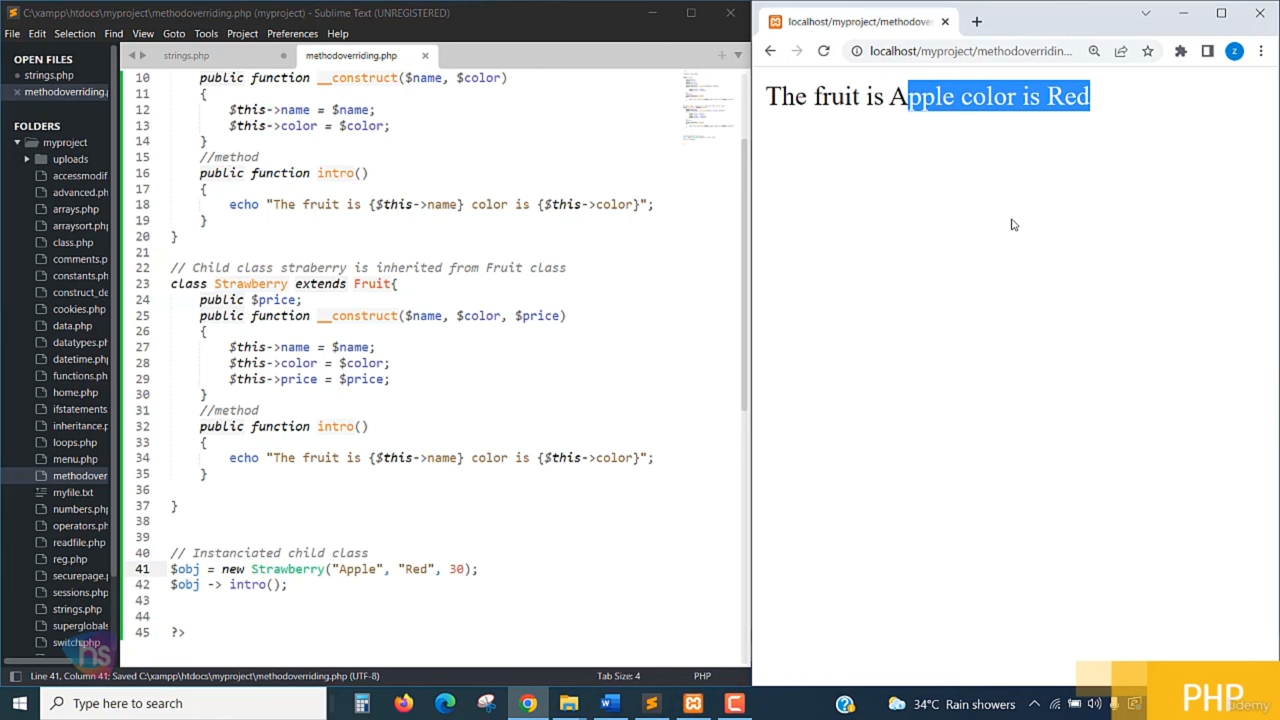 C:\xampp\htdocs\myproject\methodoverriding.php (myproject) - Sublime Text (UNREGISTERED)
File Edit Selection Find View Goto Tools Project Preferences Help
OPEN FILES
strings.php
methodoverriding.
FOLDERS
myproject
uploads
accessmodif
advanced.ph
arrays.php
arraysort.php
class.php
comments.p
constants.ph
construct_de
cookies.php
data.php
datatypes.ph
datetime.php
functions.ph
home.php
ifstatements
inheritance.p
loops.php
menu.php
methodover
myfile.txt
numbers.php
operators.ph
readfile.php
reg.php
securepage.
sessions.php
strings.php
superglobals
switch.php
strings.php
methodoverriding.php
10 public function __construct($name, $color)
11 {
12 $this->name = $name;
13 $this->color = $color;
14 }
15 //method
16 public function intro()
17 {
18 echo "The fruit is {$this->name} color is {$this->color}";
19 }
20 }
21
22 // Child class straberry is inherited from Fruit class
23 class Strawberry extends Fruit{
24 public $price;
25 public function __construct($name, $color, $price)
26 {
27 $this->name = $name;
28 $this->color = $color;
29 $this->price = $price;
30 }
31 //method
32 public function intro()
33 {
34 echo "The fruit is {$this->name} color is {$this->color}";
35 }
36
37 }
38
39
40 // Instanciated child class
41 $obj = new Strawberry("Apple", "Red", 30);
42 $obj -> intro();
43
44
45 ?>
Line 41, Column 41; Saved C:\xampp\htdocs\myproject\methodoverriding.php (UTF-8)
Tab Size: 4
PHP
localhost/myproject/methodover
localhost/myproject/methodoverridin...
z
The fruit is Apple color is Red
Type here to search
34°C Rain showers
PHP
Udemy